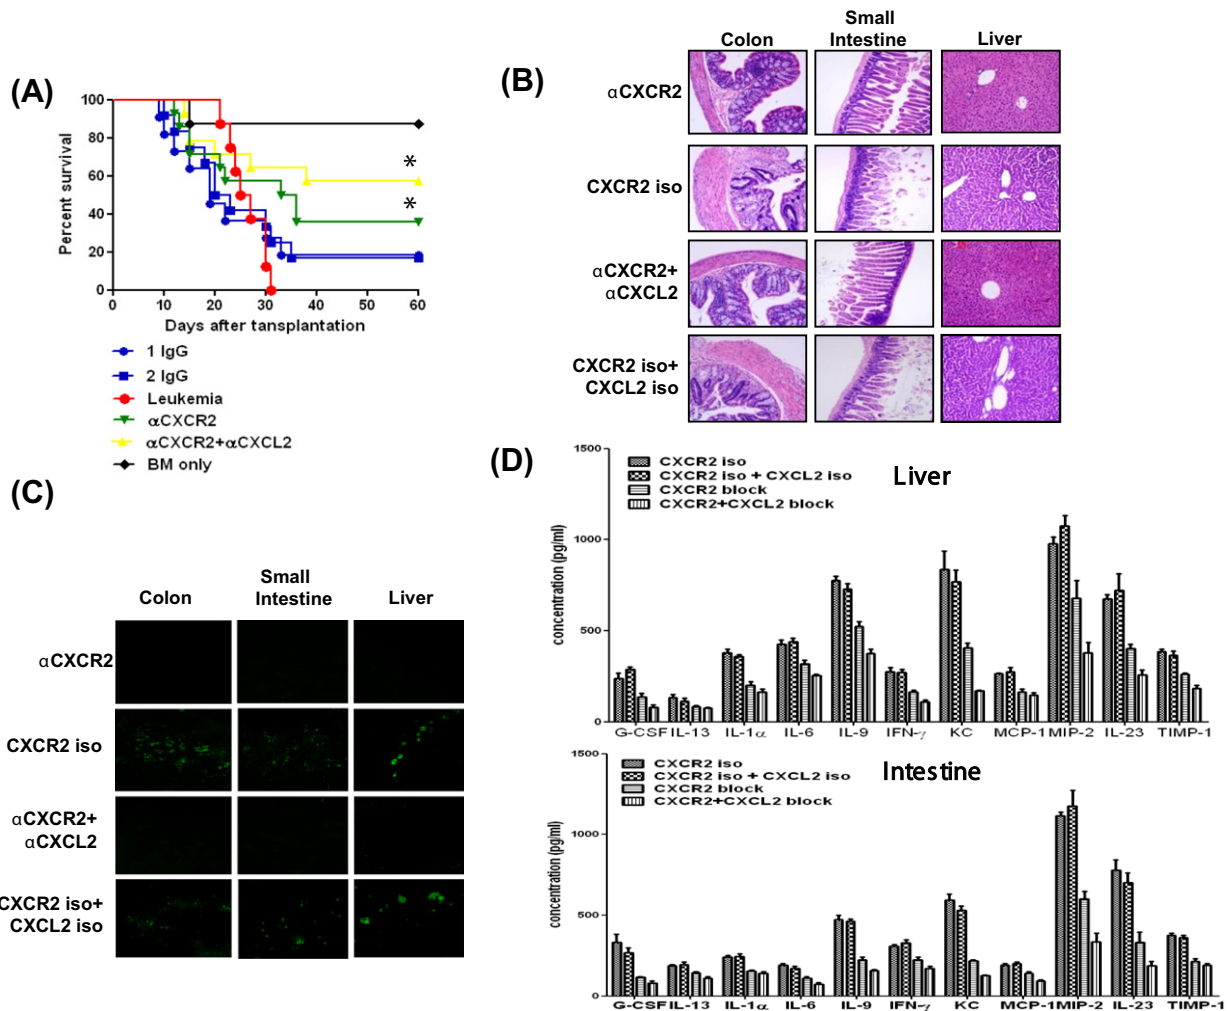 (A)
100
80
60
40
20
0
Percent survival
*
*
0 10 20 30 40 50 60
Days after tansplantation
1 IgG
2 IgG
Leukemia
αCXCR2
αCXCR2+αCXCL2
BM only
(B)
Colon
Small
Intestine
Liver
αCXCR2
CXCR2 iso
αCXCR2+
αCXCL2
CXCR2 iso+
CXCL2 iso
(C)
Colon
Small
Intestine
Liver
αCXCR2
CXCR2 iso
αCXCR2+
αCXCL2
CXCR2 iso+
CXCL2 iso
(D)
Liver
CXCR2 iso
CXCR2 iso + CXCL2 iso
CXCR2 block
CXCR2+CXCL2 block
1500
1000
500
0
concentration (pg/ml)
G-CSF IL-13 IL-1α IL-6 IL-9 IFN-γ KC MCP-1 MIP-2 IL-23 TIMP-1
Intestine
CXCR2 iso
CXCR2 iso + CXCL2 iso
CXCR2 block
CXCR2+CXCL2 block
1500
1000
500
0
concentration (pg/ml)
G-CSF IL-13 IL-1α IL-6 IL-9 IFN-γ KC MCP-1 MIP-2 IL-23 TIMP-1